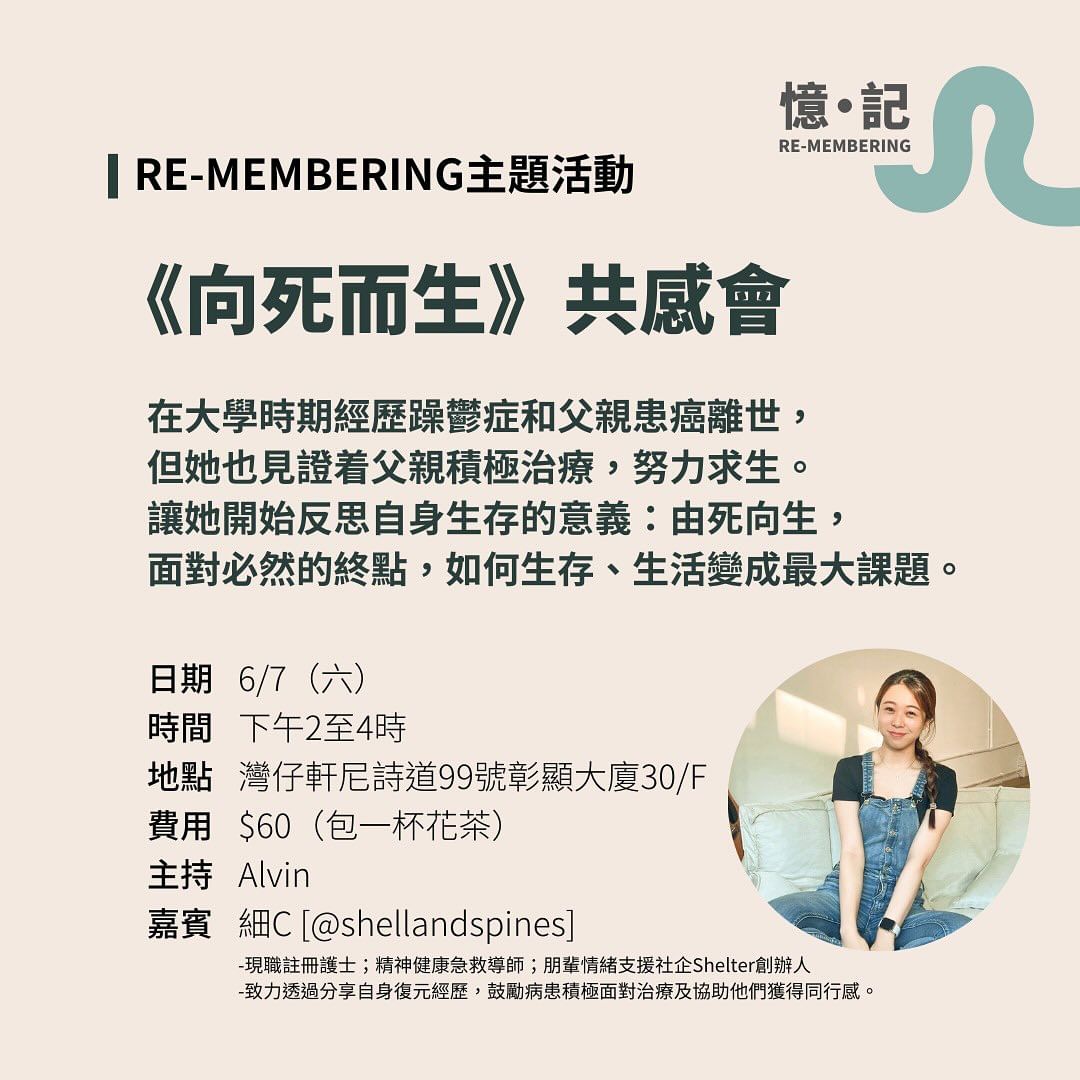 憶•記
RE-MEMBERING
RE-MEMBERING主題活動
《向死而生》共感會
在大學時期經歷躁鬱症和父親患癌離世，
但她也見證着父親積極治療，努力求生。
讓她開始反思自身生存的意義：由死向生，
面對必然的終點，如何生存、生活變成最大課題。
日期 6/7（六）
時間 下午2至4時
地點 灣仔軒尼詩道99號彰顯大廈30/F
費用 $60（包一杯花茶）
主持 Alvin
嘉賓 細C [@shellandspines]
-現職註冊護士；精神健康急救導師；朋輩情緒支援社企Shelter創辦人
-致力透過分享自身復元經歷，鼓勵病患積極面對治療及協助他們獲得同行感。